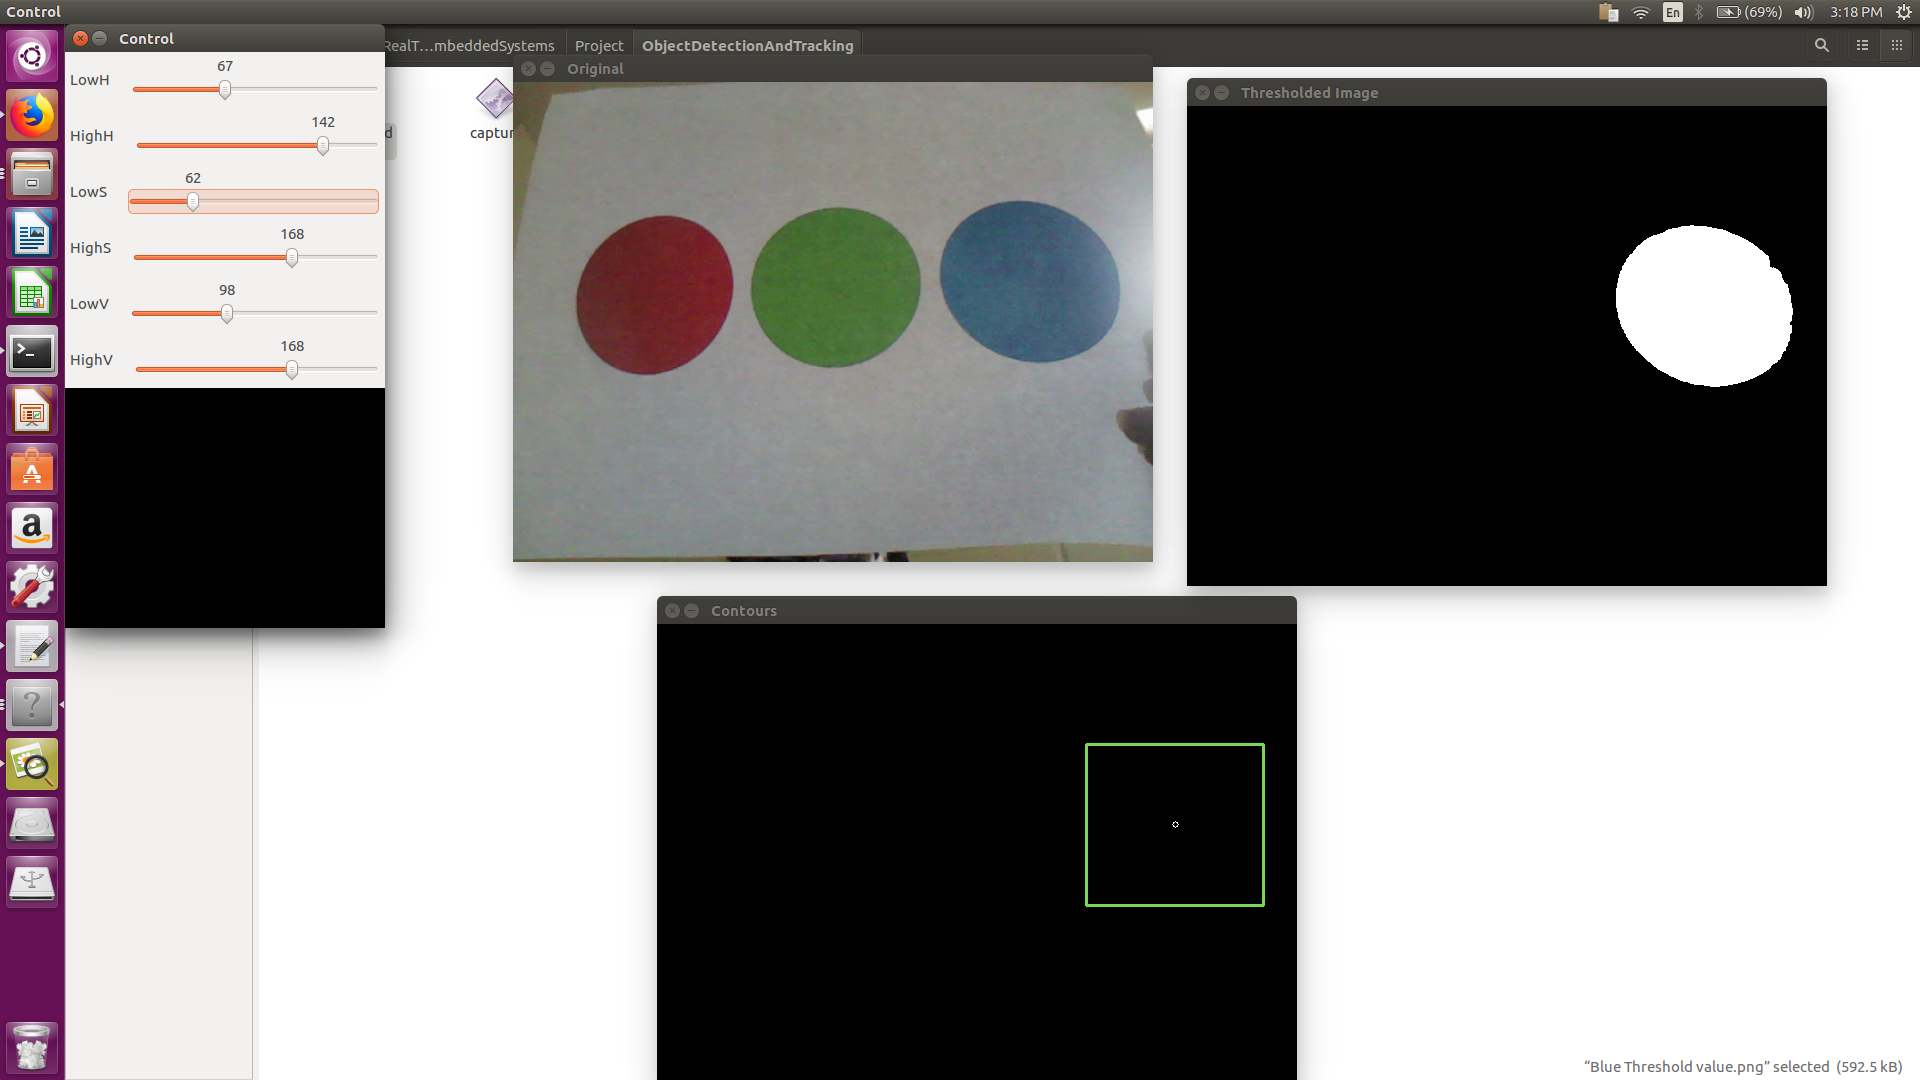 Control
En
(69%)
3:18 PM
Control
RealT...mbeddedSystems
Project
ObjectDetectionAndTracking
LowH
67
HighH
142
LowS
62
HighS
168
LowV
98
HighV
168
d
captur
Original
Thresholded Image
Contours
“Blue Threshold value.png” selected (592.5 kB)